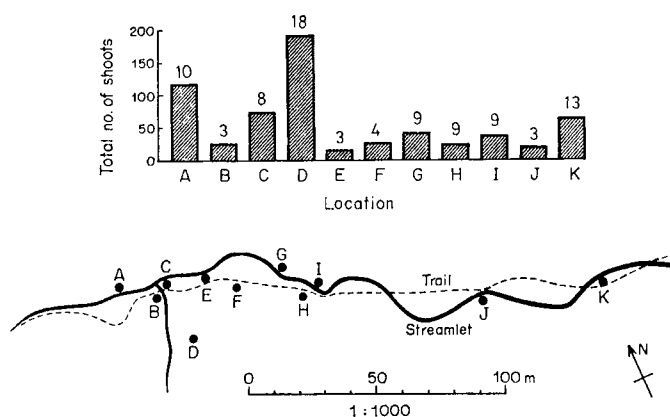 Total no. of shoots
200
150
100
50
0
10 3 8 18 3 4 9 9 9 3 13
A B C D E F G H I J K
Location
A B C D E F G H I J K
Trail
Streamlet
N
0 50 100 m
1:1000